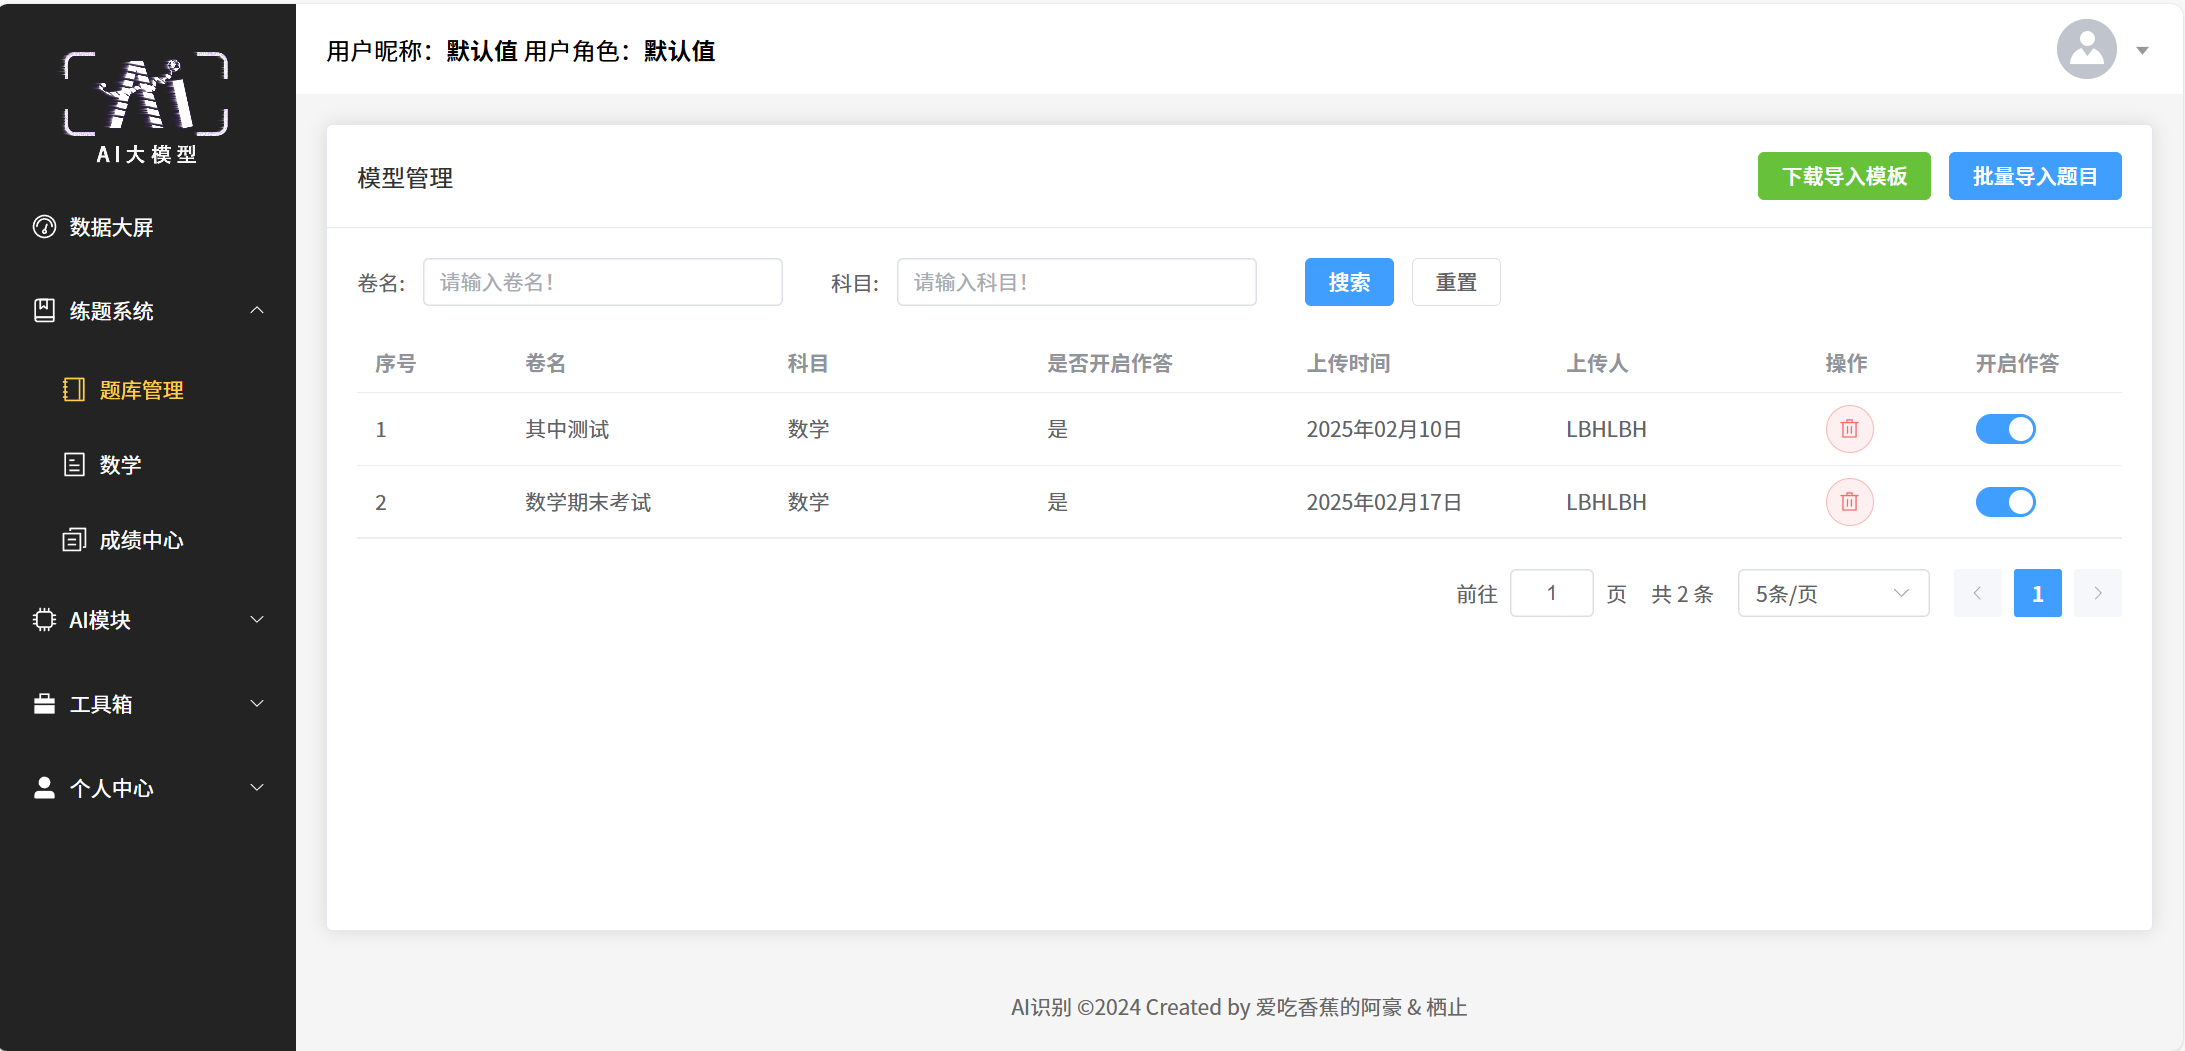 Ai
AI大模型
数据大屏
练题系统
题库管理
数学
成绩中心
AI模块
工具箱
个人中心
用户昵称：默认值 用户角色：默认值
模型管理
下载导入模板
批量导入题目
卷名: 请输入卷名! 科目: 请输入科目! 搜索 重置
序号 卷名 科目 是否开启作答 上传时间 上传人 操作 开启作答
1 其中测试 数学 是 2025年02月10日 LBHLBH
2 数学期末考试 数学 是 2025年02月17日 LBHLBH
前往 1 页 共 2 条 5条/页 1
AI识别 ©2024 Created by 爱吃香蕉的阿豪 & 栖止